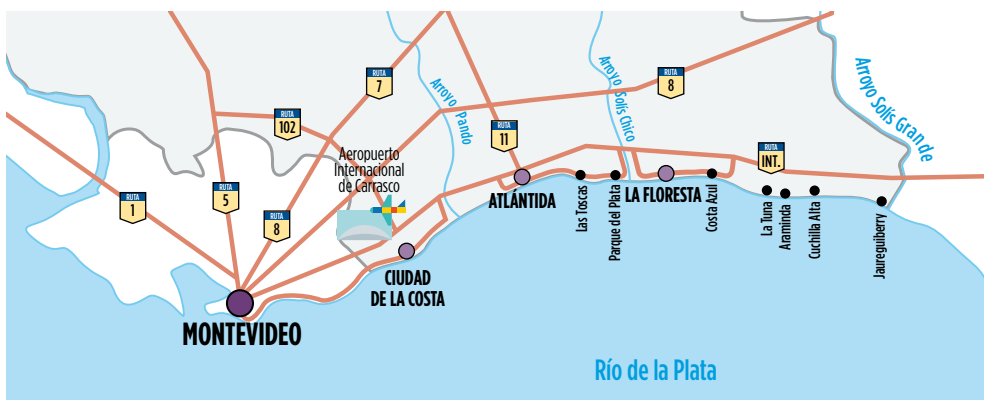 RUTA
7
RUTA
8
RUTA
102
RUTA
11
Arroyo Pando
Arroyo Solís Chico
Arroyo Solís Grande
Aeropuerto
Internacional
de Carrasco
RUTA
INT.
RUTA
1
RUTA
5
RUTA
8
ATLÁNTIDA
Las Toscas
Parque del Plata
LA FLORESTA
Costa Azul
La Tuna
Araminda
Cuchilla Alta
Jaureguiberry
CIUDAD
DE LA COSTA
MONTEVIDEO
Río de la Plata